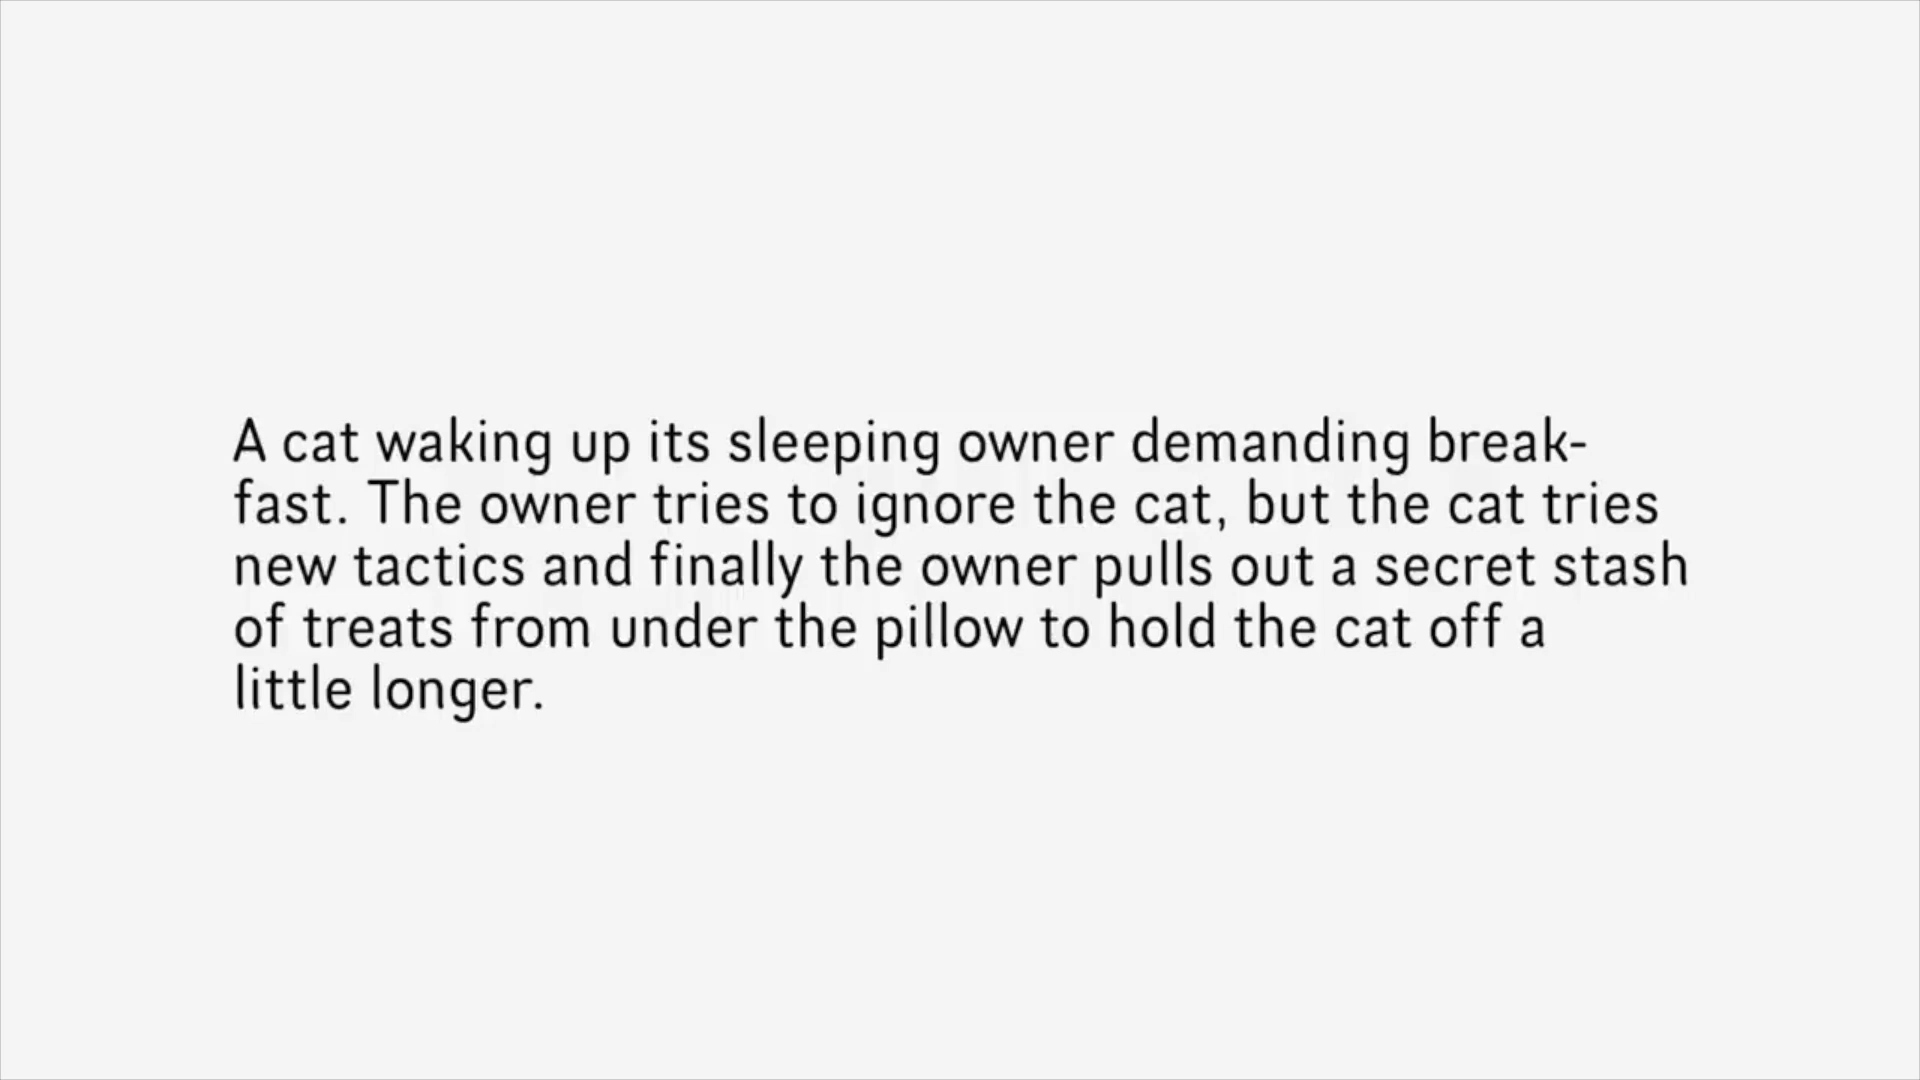 A cat waking up its sleeping owner demanding break-
fast. The owner tries to ignore the cat, but the cat tries
new tactics and finally the owner pulls out a secret stash
of treats from under the pillow to hold the cat off a
little longer.